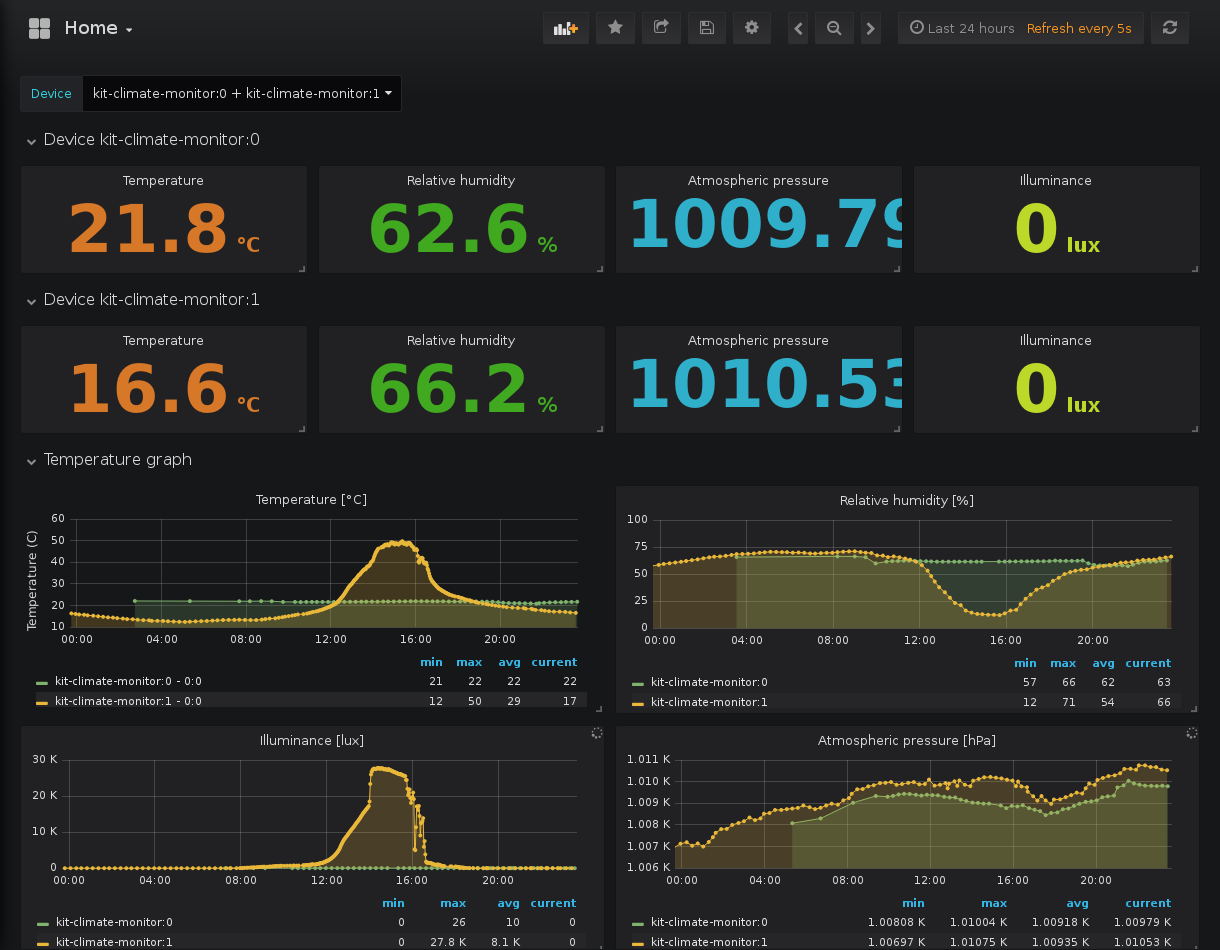 Home
Last 24 hours Refresh every 5s
Device kit-climate-monitor:0 + kit-climate-monitor:1
Device kit-climate-monitor:0
Temperature Relative humidity Atmospheric pressure Illuminance
21.8 °C 62.6 % 1009.79 0 lux
Device kit-climate-monitor:1
Temperature Relative humidity Atmospheric pressure Illuminance
16.6 °C 66.2 % 1010.53 0 lux
Temperature graph
Temperature [°C]
Temperature (C)
60
50
40
30
20
10
00:00 04:00 08:00 12:00 16:00 20:00
min max avg current
kit-climate-monitor:0 - 0:0 21 22 22 22
kit-climate-monitor:1 - 0:0 12 50 29 17
Relative humidity [%]
100
75
50
25
0
00:00 04:00 08:00 12:00 16:00 20:00
min max avg current
kit-climate-monitor:0 57 66 62 63
kit-climate-monitor:1 12 71 54 66
Illuminance [lux]
30 K
20 K
10 K
0
00:00 04:00 08:00 12:00 16:00 20:00
min max avg current
kit-climate-monitor:0 0 26 10 0
kit-climate-monitor:1 0 27.8 K 8.1 K 0
Atmospheric pressure [hPa]
1.011 K
1.010 K
1.009 K
1.008 K
1.007 K
1.006 K
00:00 04:00 08:00 12:00 16:00 20:00
min max avg current
kit-climate-monitor:0 1.00808 K 1.01004 K 1.00918 K 1.00979 K
kit-climate-monitor:1 1.00697 K 1.01075 K 1.00935 K 1.01053 K